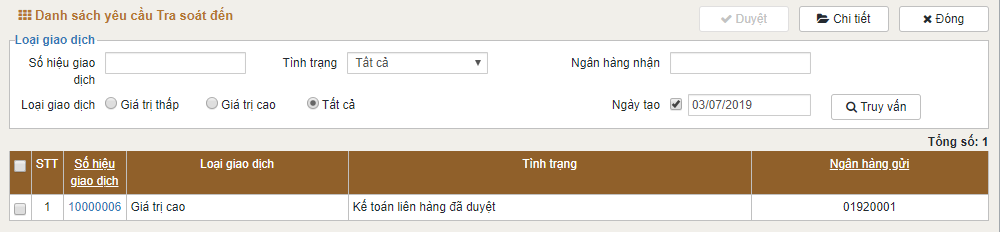 Danh sách yêu cầu Tra soát đến
Duyệt Chi tiết Đóng
Loại giao dịch
Số hiệu giao dịch Tình trạng Tất cả Ngân hàng nhận
Loại giao dịch Giá trị thấp Giá trị cao Tất cả Ngày tạo 03/07/2019 Truy vấn
Tổng số: 1
STT Số hiệu giao dịch Loại giao dịch Tình trạng Ngân hàng gửi
1 10000006 Giá trị cao Kế toán liên hàng đã duyệt 01920001